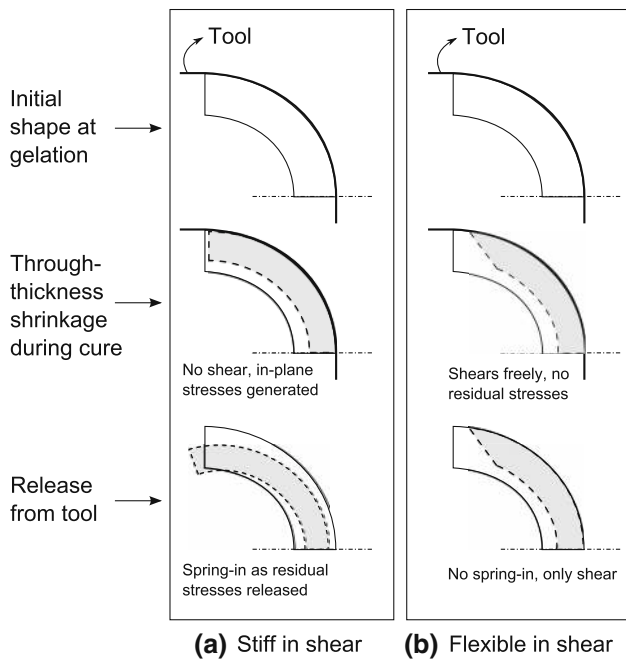 Tool
Tool
Initial
shape at
gelation
Through-
thickness
shrinkage
during cure
No shear, in-plane
stresses generated
Shears freely, no
residual stresses
Release
from tool
Spring-in as residual
stresses released
No spring-in, only shear
(a) Stiff in shear
(b) Flexible in shear